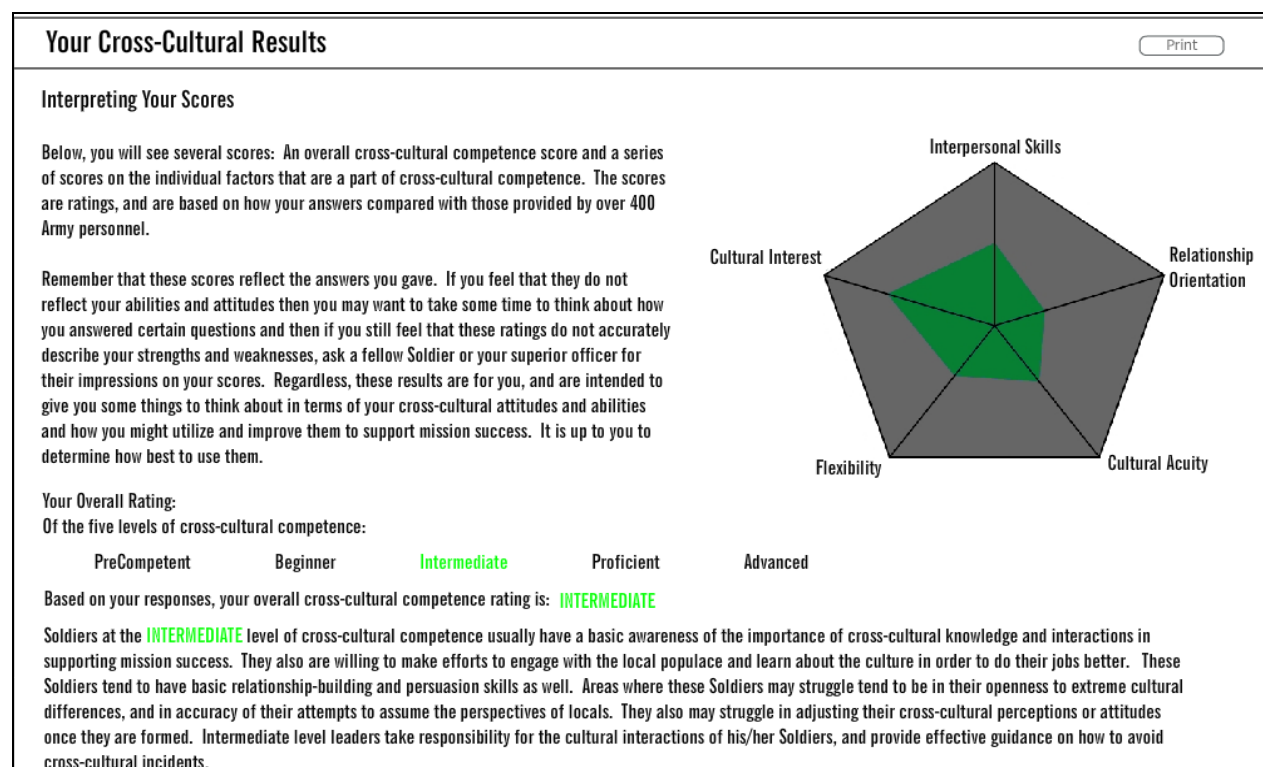 Your Cross-Cultural Results
Print
Interpreting Your Scores
Below, you will see several scores:  An overall cross-cultural competence score and a series
of scores on the individual factors that are a part of cross-cultural competence.  The scores
are ratings, and are based on how your answers compared with those provided by over 400
Army personnel.
Remember that these scores reflect the answers you gave.  If you feel that they do not
reflect your abilities and attitudes then you may want to take some time to think about how
you answered certain questions and then if you still feel that these ratings do not accurately
describe your strengths and weaknesses, ask a fellow Soldier or your superior officer for
their impressions on your scores.  Regardless, these results are for you, and are intended to
give you some things to think about in terms of your cross-cultural attitudes and abilities
and how you might utilize and improve them to support mission success.  It is up to you to
determine how best to use them.
Interpersonal Skills
Cultural Interest
Relationship
Orientation
Flexibility
Cultural Acuity
Your Overall Rating:
Of the five levels of cross-cultural competence:
PreCompetent Beginner Intermediate Proficient Advanced
Based on your responses, your overall cross-cultural competence rating is:  INTERMEDIATE
Soldiers at the INTERMEDIATE level of cross-cultural competence usually have a basic awareness of the importance of cross-cultural knowledge and interactions in
supporting mission success.  They also are willing to make efforts to engage with the local populace and learn about the culture in order to do their jobs better.   These
Soldiers tend to have basic relationship-building and persuasion skills as well.  Areas where these Soldiers may struggle tend to be in their openness to extreme cultural
differences, and in accuracy of their attempts to assume the perspectives of locals.  They also may struggle in adjusting their cross-cultural perceptions or attitudes
once they are formed.  Intermediate level leaders take responsibility for the cultural interactions of his/her Soldiers, and provide effective guidance on how to avoid
cross-cultural incidents.